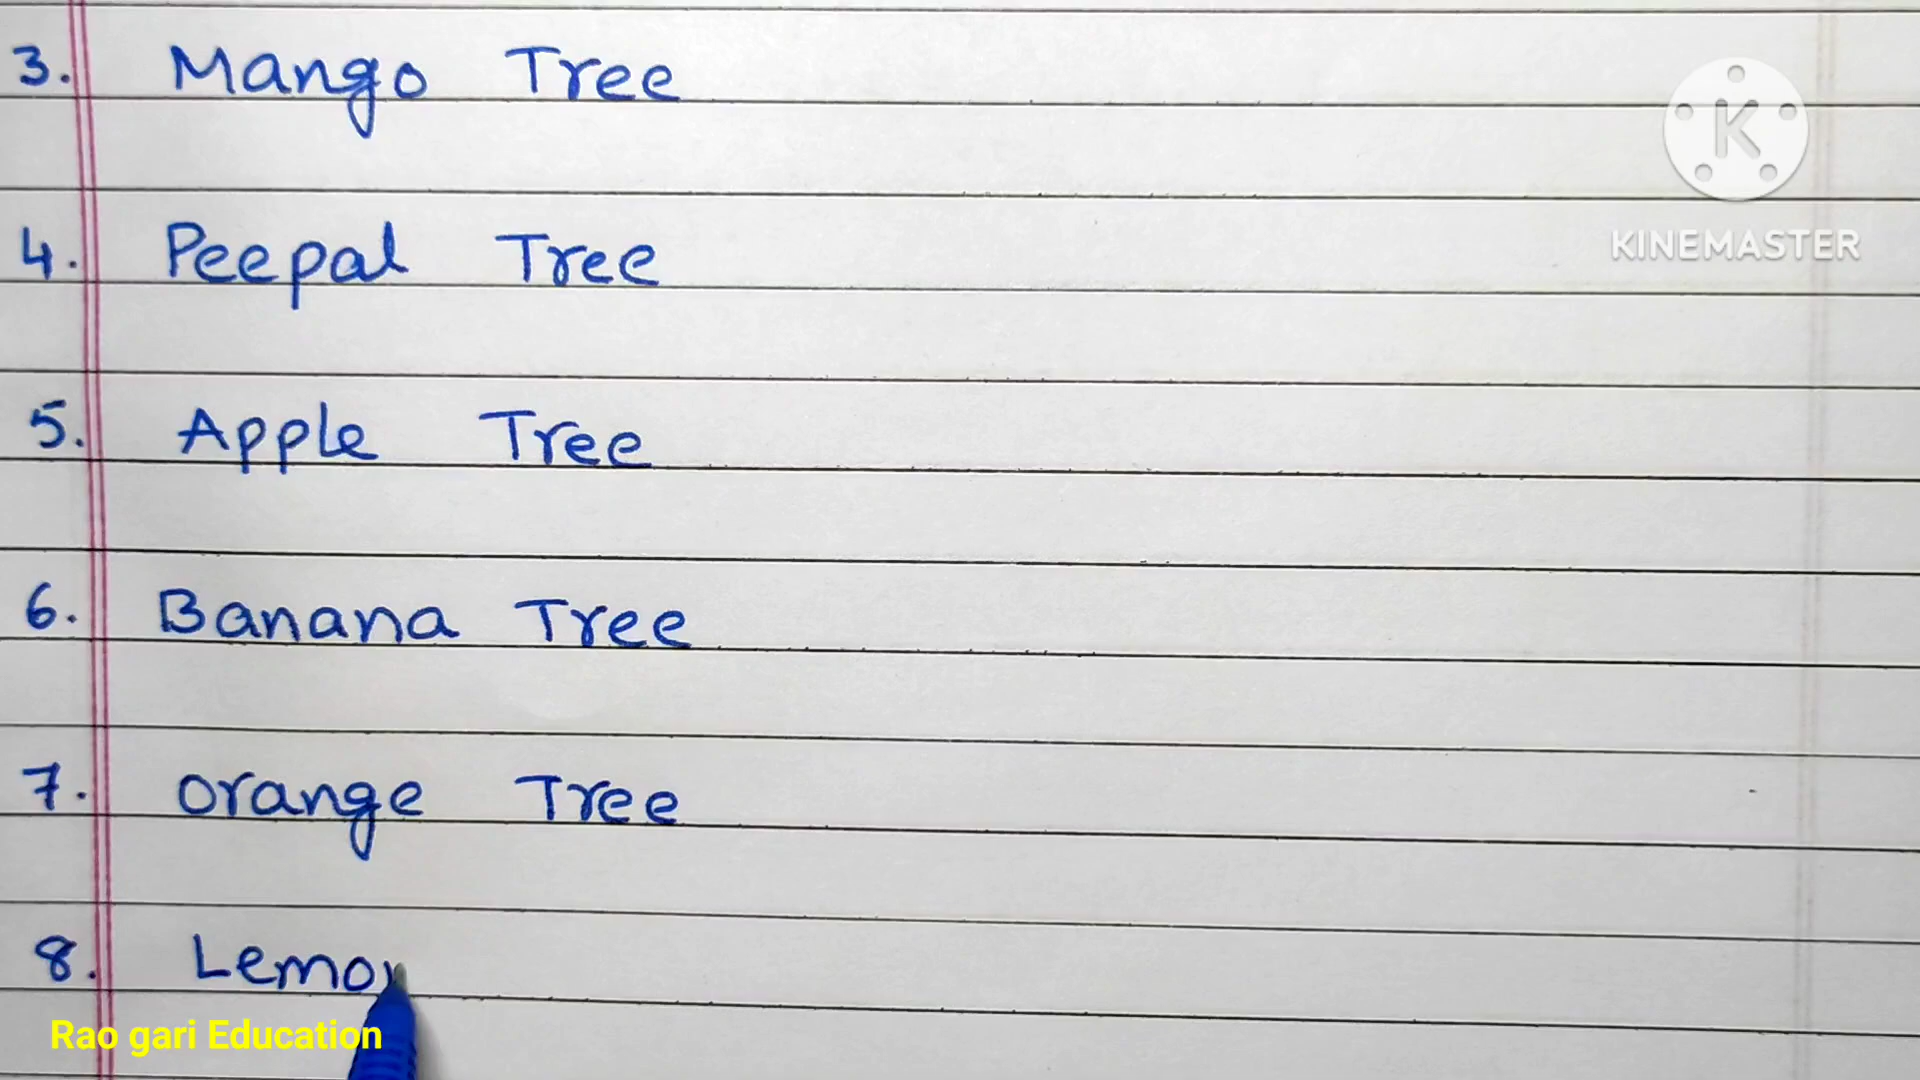 3. Mango Tree
K
KINEMASTER
4. Peepal Tree
5. Apple Tree
6. Banana Tree
7. orange Tree
8. Lemon
Rao gari Education